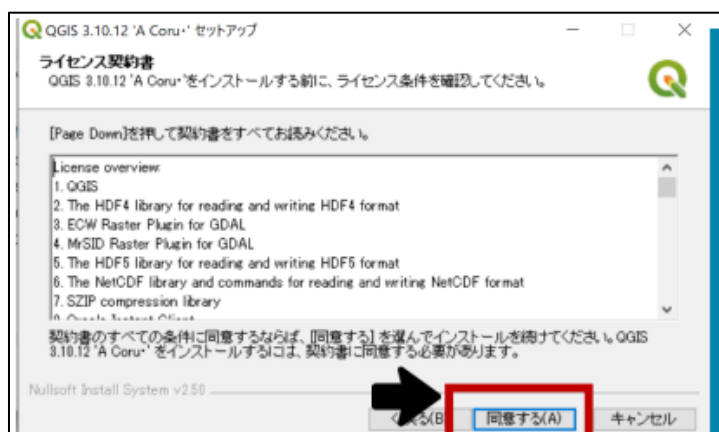 QGIS 3.10.12 'A Coru・' セットアップ
ライセンス契約書
QGIS 3.10.12 'A Coru・'をインストールする前に、ライセンス条件を確認してください。
[Page Down]を押して契約書をすべてお読みください。
License overview:
1. QGIS
2. The HDF4 library for reading and writing HDF4 format
3. ECW Raster Plugin for GDAL
4. MrSID Raster Plugin for GDAL
5. The HDF5 library for reading and writing HDF5 format
6. The NetCDF library and commands for reading and writing NetCDF format
7. SZIP compression library
契約書のすべての条件に同意するならば、[同意する] を選んでインストールを続けてください。QGIS
3.10.12 'A Coru・' をインストールするには、契約書に同意する必要があります。
Nullsoft Install System v2.50
る(B 同意する(A) キャンセル